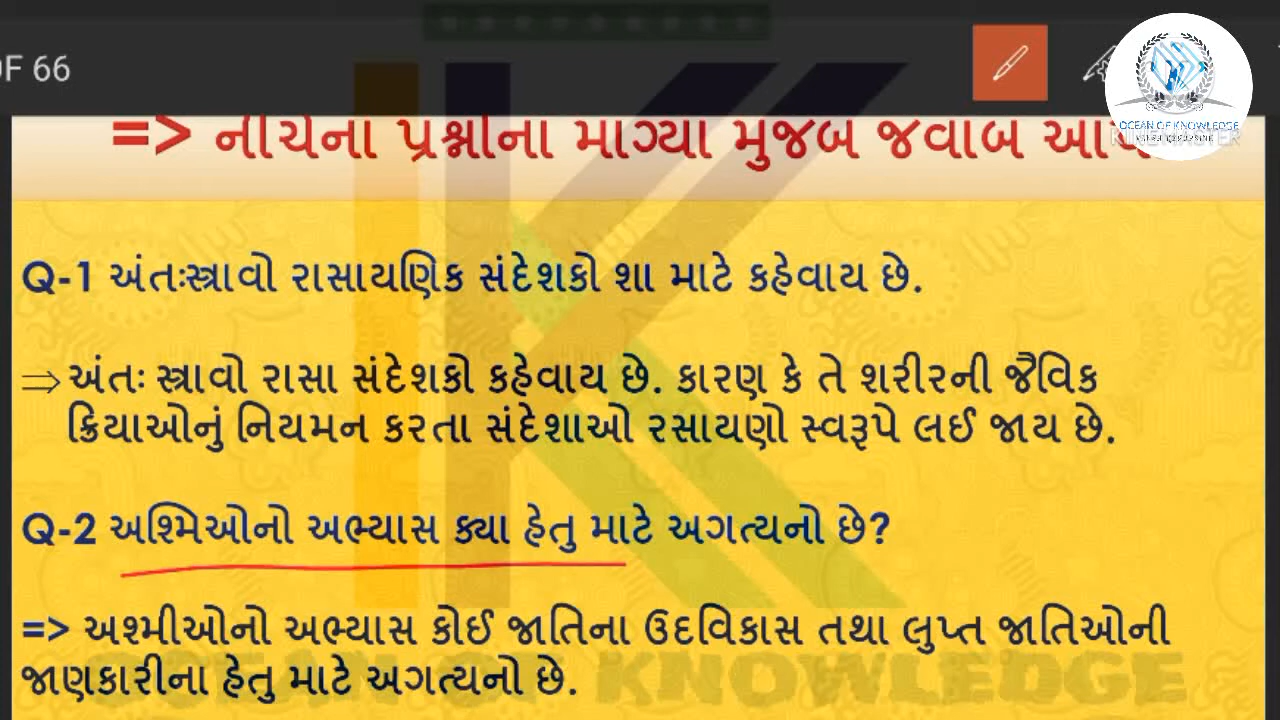 OF 66
OCEAN OF KNOWLEDGE
=> નીચેના પ્રશ્નોના માગ્યા મુજબ જવાબ
Q-1 અંતઃસ્ત્રાવો રાસાયણિક સંદેશકો શા માટે કહેવાય છે.
⇒ અંતઃ સ્ત્રાવો રાસા સંદેશકો કહેવાય છે. કારણ કે તે શરીરની જૈવિક
ક્રિયાઓનું નિયમન કરતા સંદેશાઓ રસાયણો સ્વરૂપે લઈ જાય છે.
Q-2 અશ્મિઓનો અભ્યાસ ક્યા હેતુ માટે અગત્યનો છે?
=> અશ્મીઓનો અભ્યાસ કોઈ જાતિના ઉદવિકાસ તથા લુપ્ત જાતિઓની
જાણકારીના હેતુ માટે અગત્યનો છે.
OCEAN OF KNOWLEDGE